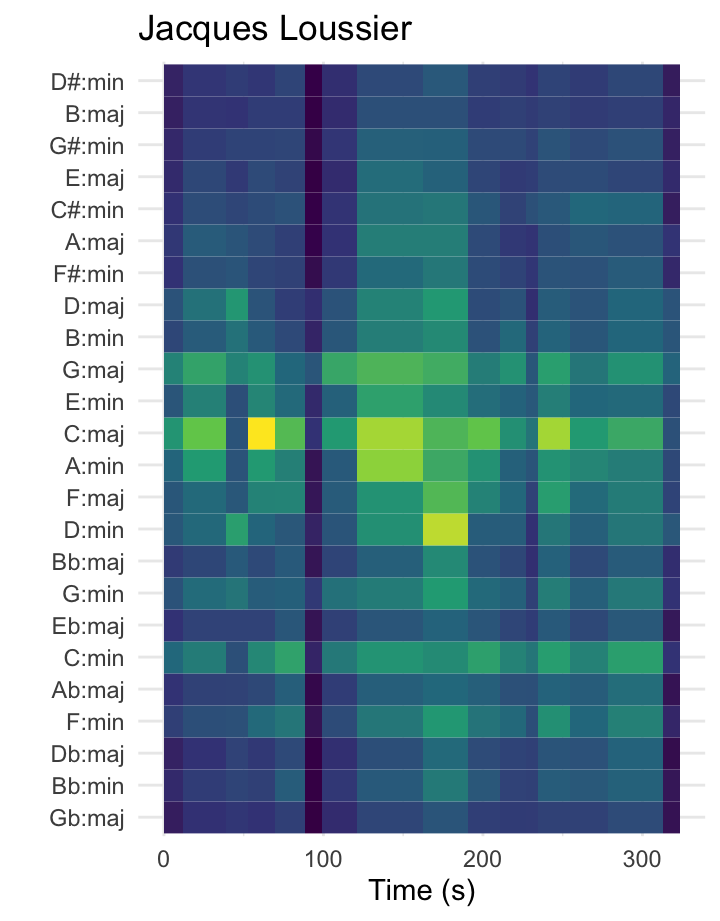 Jacques Loussier
D#:min
B:maj
G#:min
E:maj
C#:min
A:maj
F#:min
D:maj
B:min
G:maj
E:min
C:maj
A:min
F:maj
D:min
Bb:maj
G:min
Eb:maj
C:min
Ab:maj
F:min
Db:maj
Bb:min
Gb:maj
0 100 200 300
Time (s)